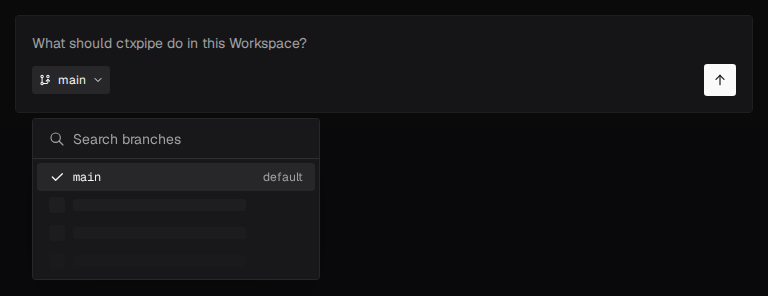 What should ctxpipe do in this Workspace?
main
Search branches
main default